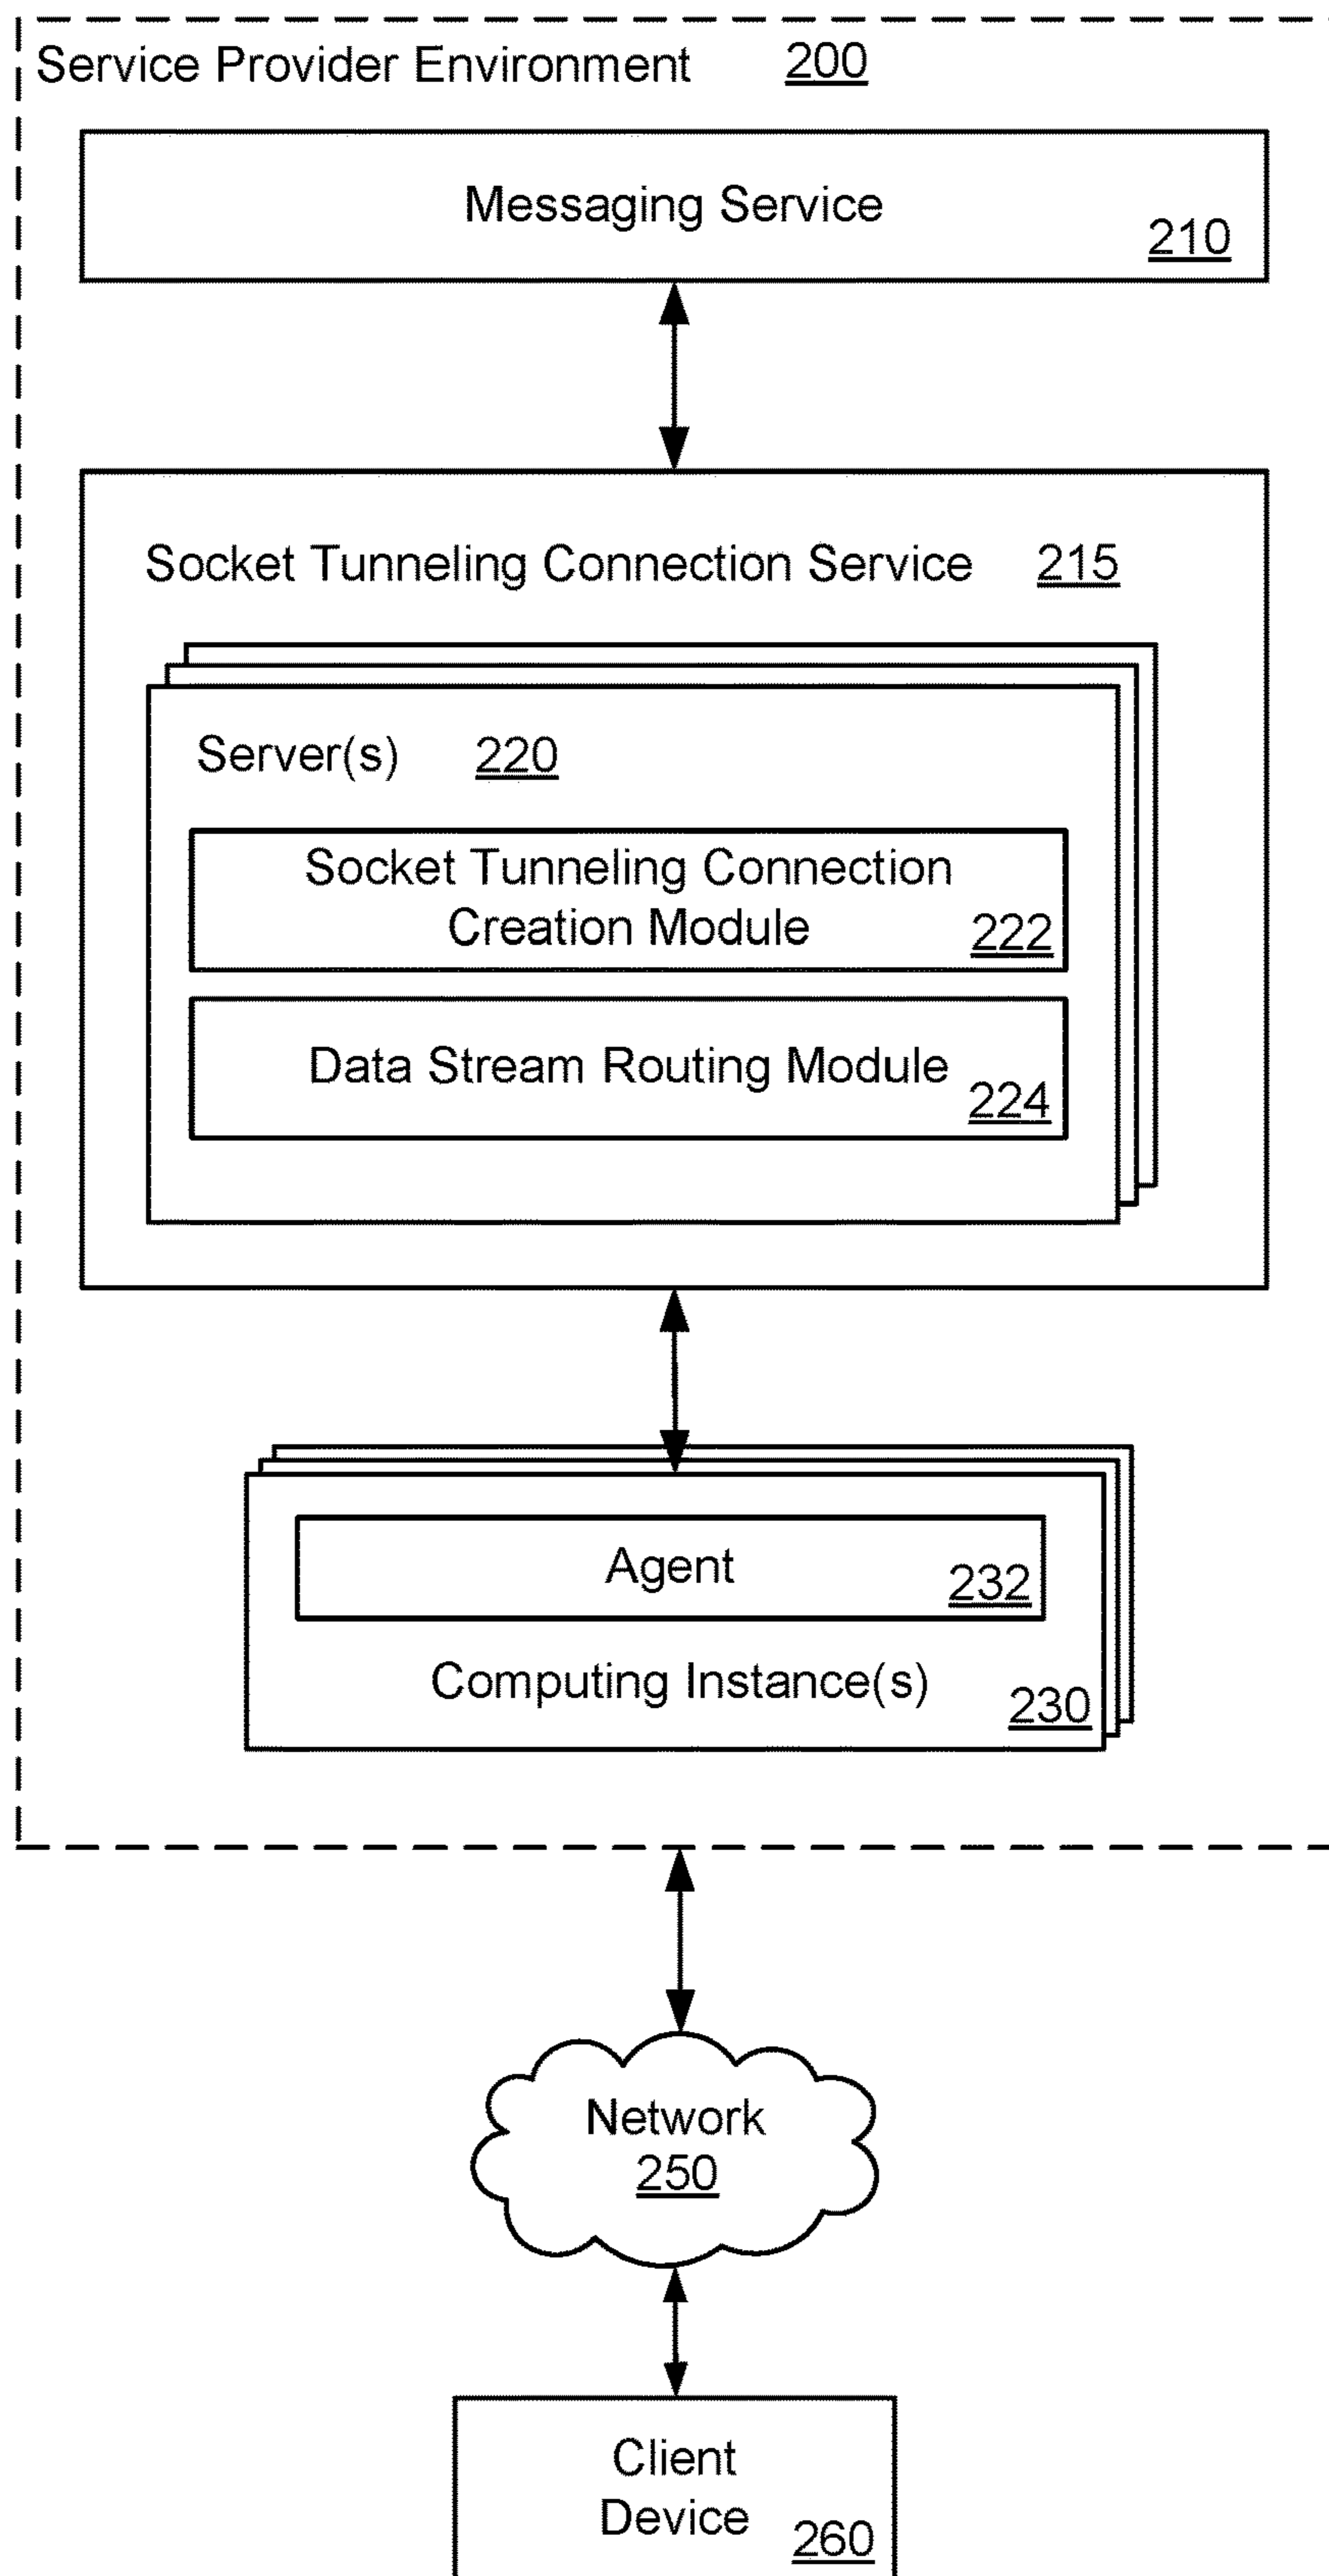 Service Provider Environment 200
Messaging Service
210
Socket Tunneling Connection Service 215
Server(s) 220
Socket Tunneling Connection
Creation Module 222
Data Stream Routing Module
224
Agent
232
Computing Instance(s)
230
Network
250
Client
Device
260